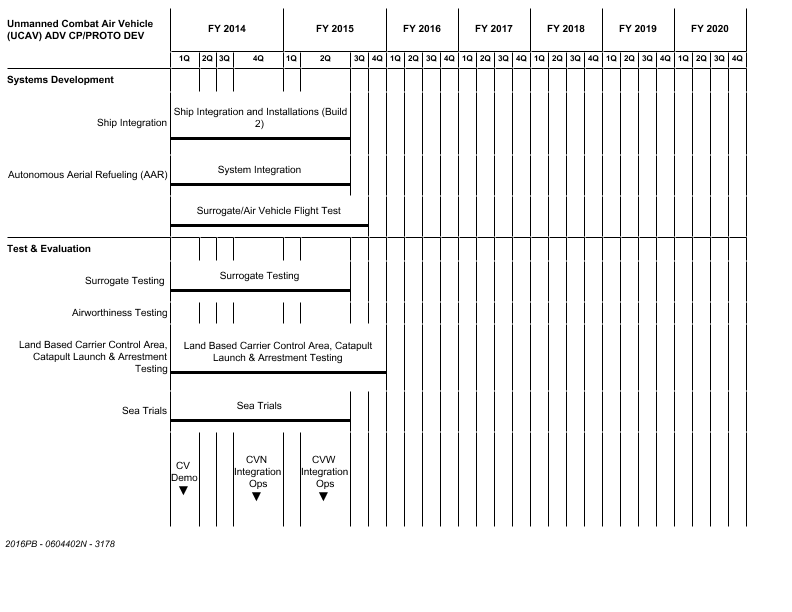 Unmanned Combat Air Vehicle
(UCAV) ADV CP/PROTO DEV
FY 2014 FY 2015 FY 2016 FY 2017 FY 2018 FY 2019 FY 2020
1Q 2Q 3Q 4Q 1Q 2Q 3Q 4Q 1Q 2Q 3Q 4Q 1Q 2Q 3Q 4Q 1Q 2Q 3Q 4Q 1Q 2Q 3Q 4Q 1Q 2Q 3Q 4Q
Systems Development
Ship Integration
Ship Integration and Installations (Build
2)
Autonomous Aerial Refueling (AAR)
System Integration
Surrogate/Air Vehicle Flight Test
Test & Evaluation
Surrogate Testing
Surrogate Testing
Airworthiness Testing
Land Based Carrier Control Area,
Catapult Launch & Arrestment
Testing
Land Based Carrier Control Area, Catapult
Launch & Arrestment Testing
Sea Trials
Sea Trials
CV
Demo
CVN
Integration
Ops
CVW
Integration
Ops
2016PB - 0604402N - 3178